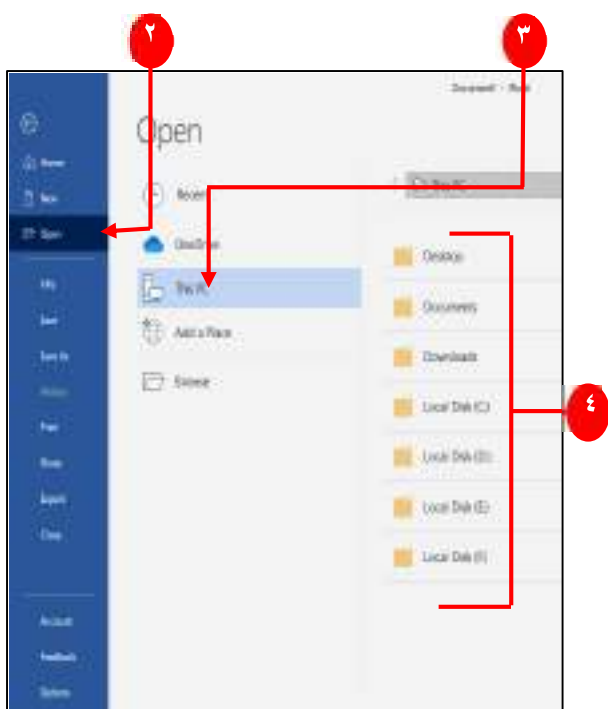 ٢
٣
Document - Word
Open
Home
New
Open
Info
Save
Save As
Print
Share
Export
Close
Account
Feedback
Options
Recent
OneDrive
This PC
Add a Place
Browse
This PC
Desktop
Documents
Downloads
Local Disk (C:)
Local Disk (D:)
Local Disk (E:)
Local Disk (F:)
٤